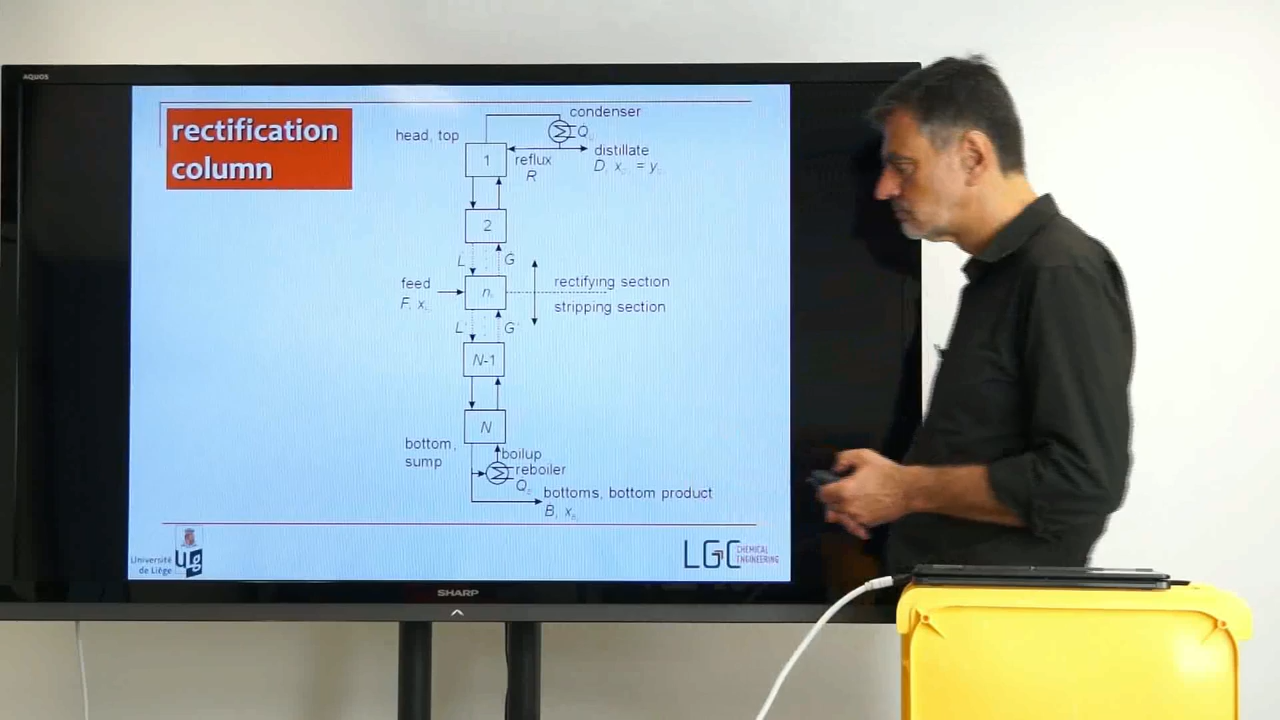 AQUOS
rectification
column
condenser
head, top
1
reflux
R
distillate
2
L
G
feed
rectifying section
stripping section
L'
G'
N-1
N
bottom,
sump
boilup
reboiler
bottoms, bottom product
Université
de Liège
LGC
CHEMICAL
ENGINEERING
SHARP